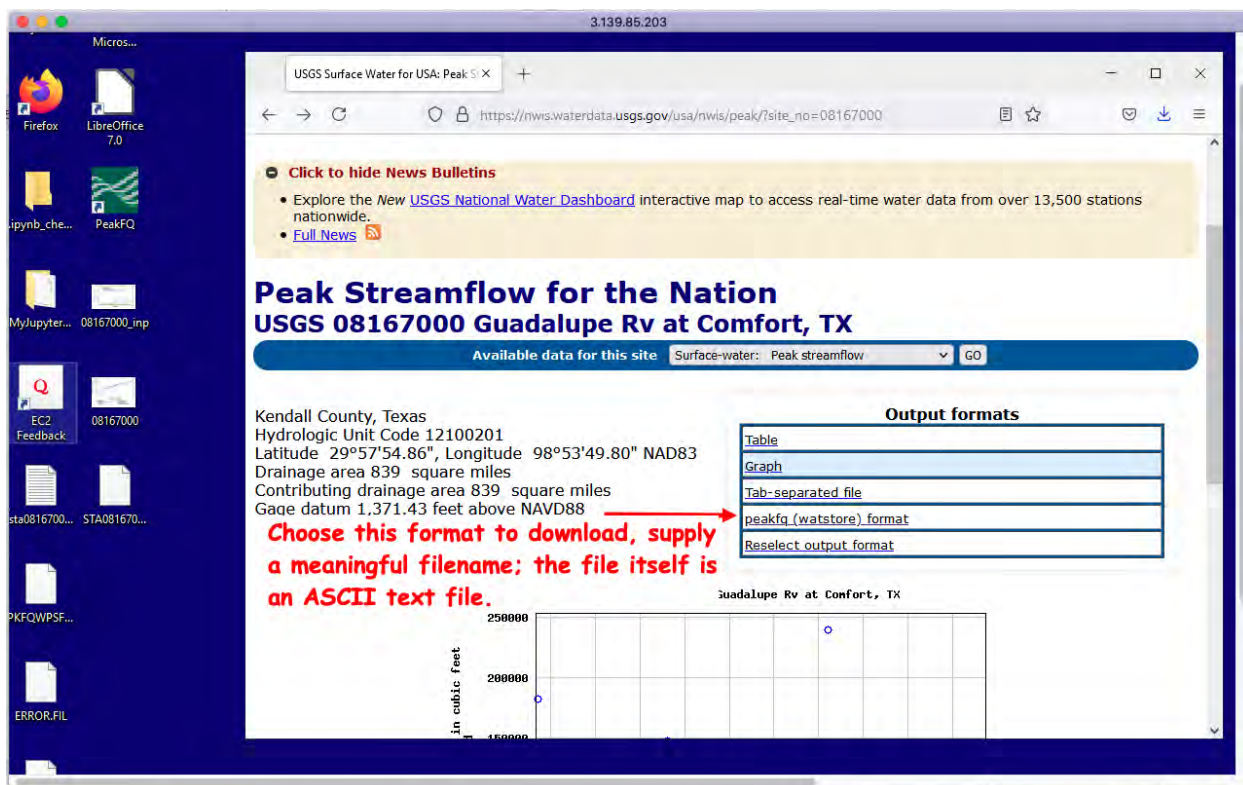 3.139.85.203
Micros...
Firefox
LibreOffice
7.0
.ipynb_che...
PeakFQ
MyJupyter...
08167000_inp
Q
EC2
Feedback
08167000
sta0816700...
STA081670...
PKFQWPSF...
ERROR.FIL
USGS Surface Water for USA: Peak S
https://nwis.waterdata.usgs.gov/usa/nwis/peak/?site_no=08167000
Click to hide News Bulletins
• Explore the New USGS National Water Dashboard interactive map to access real-time water data from over 13,500 stations
nationwide.
• Full News
Peak Streamflow for the Nation
USGS 08167000 Guadalupe Rv at Comfort, TX
Available data for this site Surface-water: Peak streamflow GO
Kendall County, Texas
Hydrologic Unit Code 12100201
Latitude 29°57'54.86", Longitude 98°53'49.80" NAD83
Drainage area 839 square miles
Contributing drainage area 839 square miles
Gage datum 1,371.43 feet above NAVD88
Output formats
Table
Graph
Tab-separated file
peakfq (watstore) format
Reselect output format
Choose this format to download, supply
a meaningful filename; the file itself is
an ASCII text file.
Guadalupe Rv at Comfort, TX
250000
200000
150000
in cubic feet